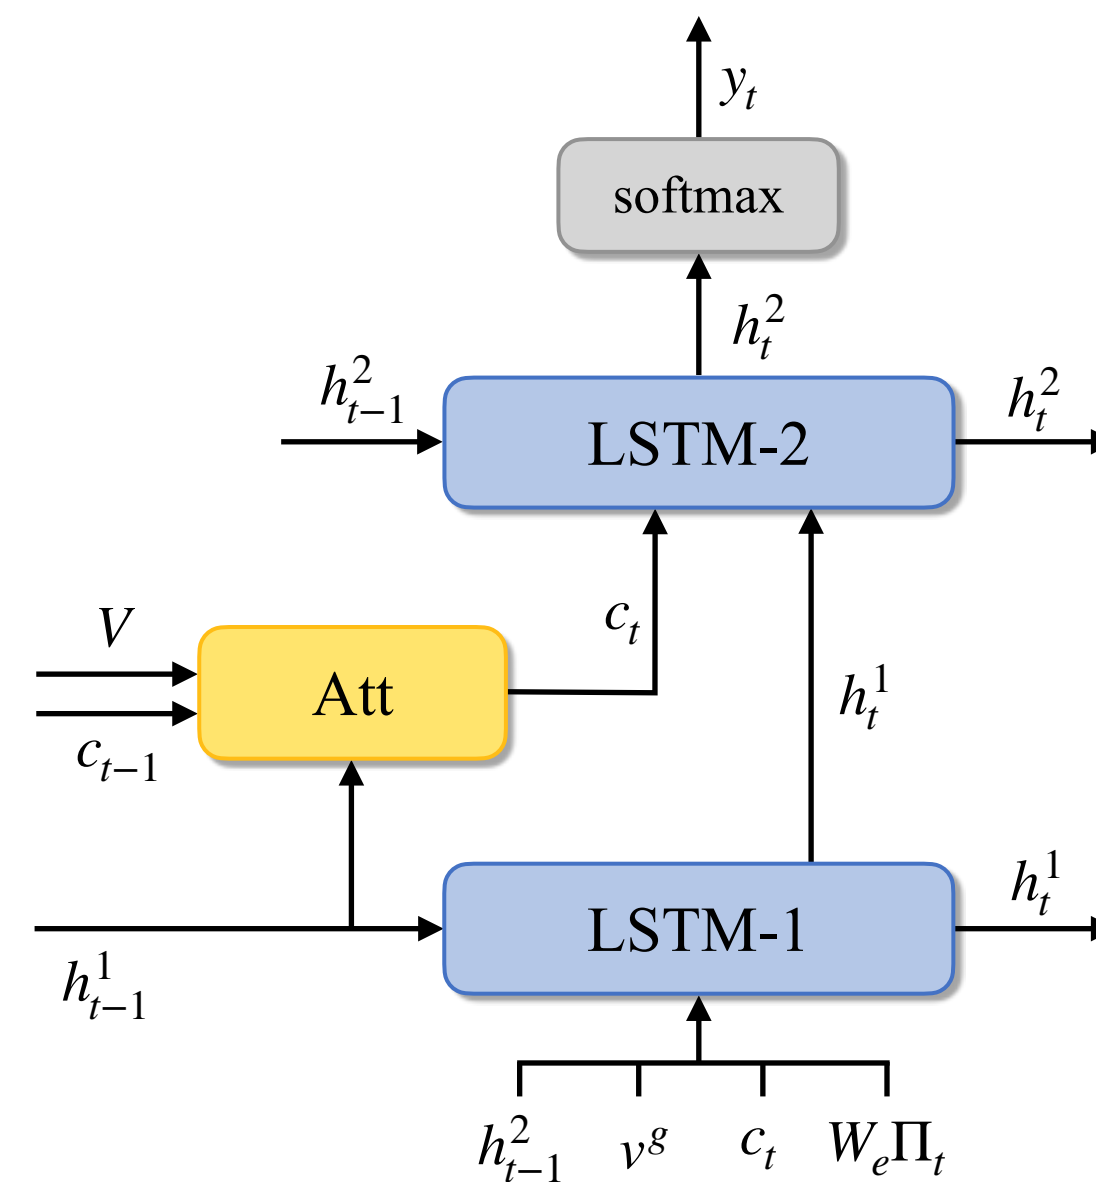 y_t
softmax
h_t^2
h_{t-1}^2
LSTM-2
h_t^2
c_t
V
Att
h_t^1
c_{t-1}
LSTM-1
h_t^1
h_{t-1}^1
h_{t-1}^2 v^g c_t W_eΠ_t